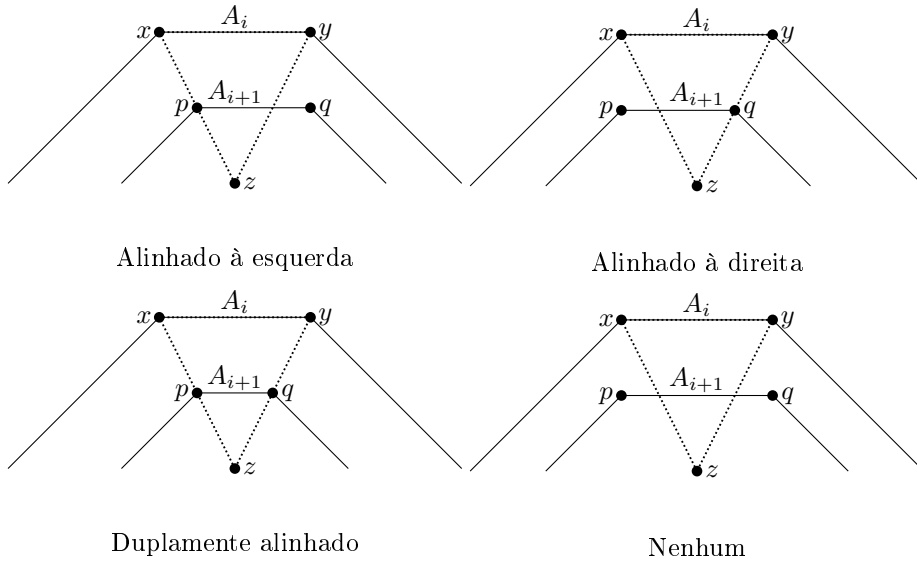 x A_i y
p A_{i+1} q
z
Alinhado à esquerda
x A_i y
p A_{i+1} q
z
Alinhado à direita
x A_i y
p A_{i+1} q
z
Duplamente alinhado
x A_i y
p A_{i+1} q
z
Nenhum